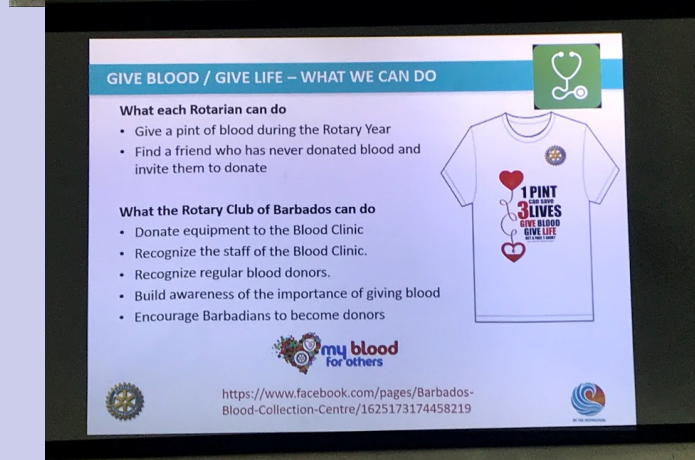 GIVE BLOOD / GIVE LIFE – WHAT WE CAN DO
What each Rotarian can do
• Give a pint of blood during the Rotary Year
• Find a friend who has never donated blood and
invite them to donate
What the Rotary Club of Barbados can do
• Donate equipment to the Blood Clinic
• Recognize the staff of the Blood Clinic.
• Recognize regular blood donors.
• Build awareness of the importance of giving blood
• Encourage Barbadians to become donors
1 PINT
can save
3 LIVES
GIVE BLOOD
GIVE LIFE
my blood
for others
https://www.facebook.com/pages/Barbados-
Blood-Collection-Centre/1625173174458219
BE THE INSPIRATION